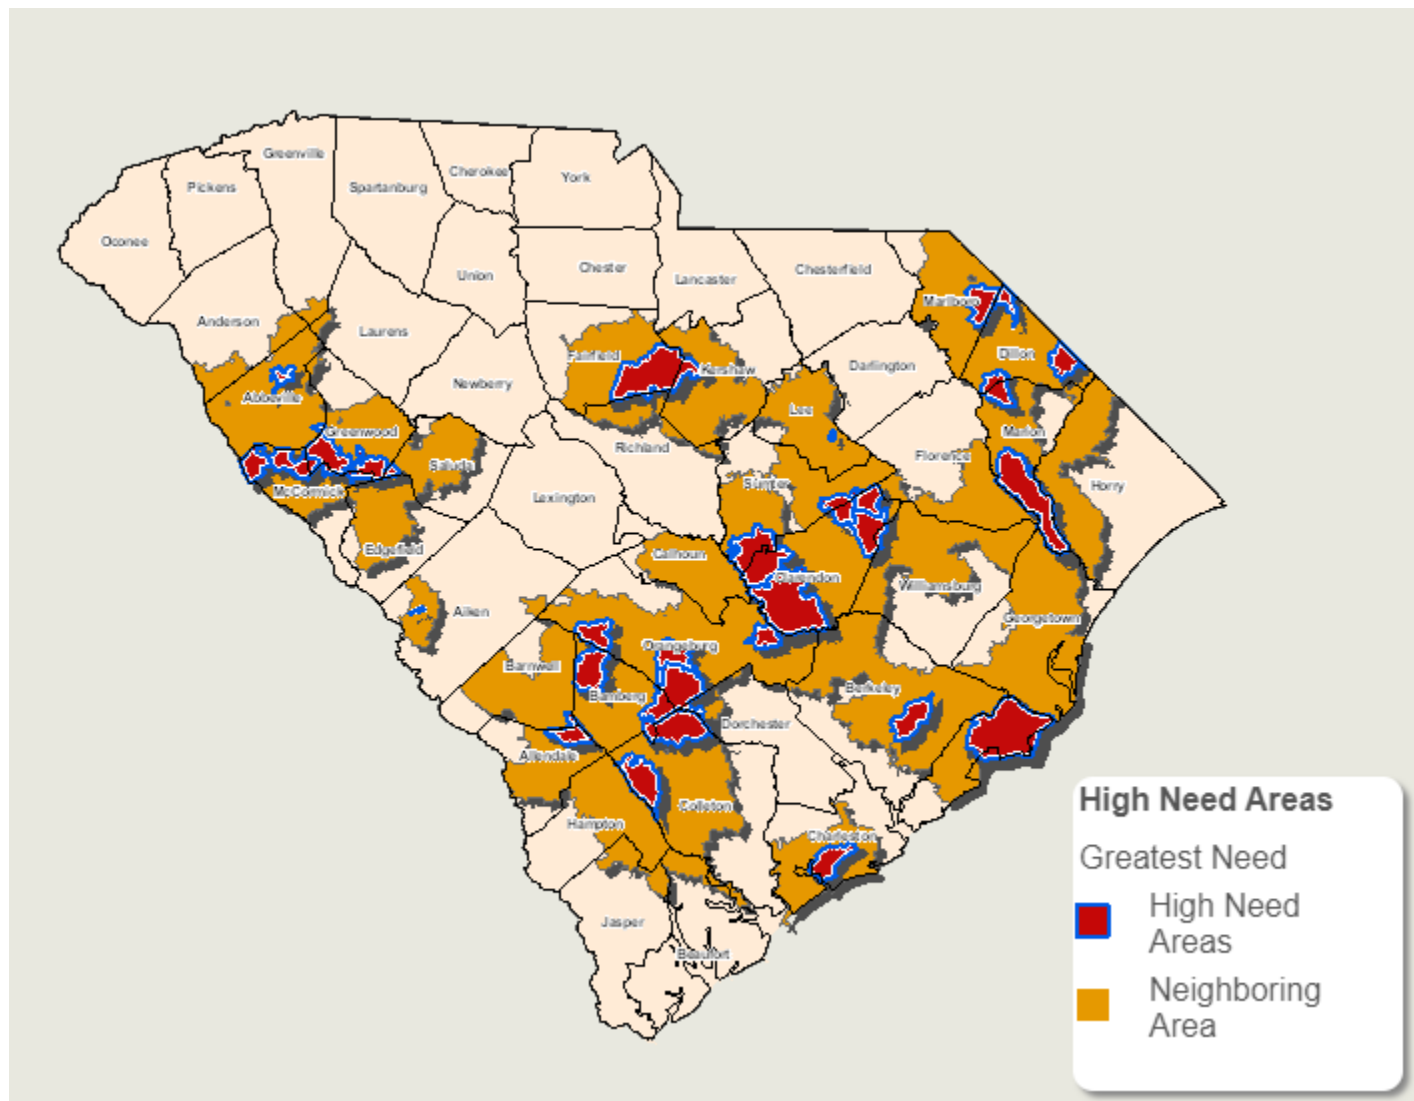 Greenville
Cherokee
York
Pickens
Spartanburg
Oconee
Union
Chester
Lancaster
Chesterfield
Marlboro
Anderson
Laurens
Fairfield
Kershaw
Darlington
Dillon
Newberry
Abbeville
Lee
Greenwood
Marion
Richland
Florence
Saluda
McCormick
Lexington
Sumter
Horry
Edgefield
Calhoun
Clarendon
Williamsburg
Aiken
Georgetown
Orangeburg
Barnwell
Bamberg
Berkeley
Dorchester
Allendale
Colleton
Hampton
Charleston
Jasper
Beaufort
High Need Areas
Greatest Need
High Need
Areas
Neighboring
Area